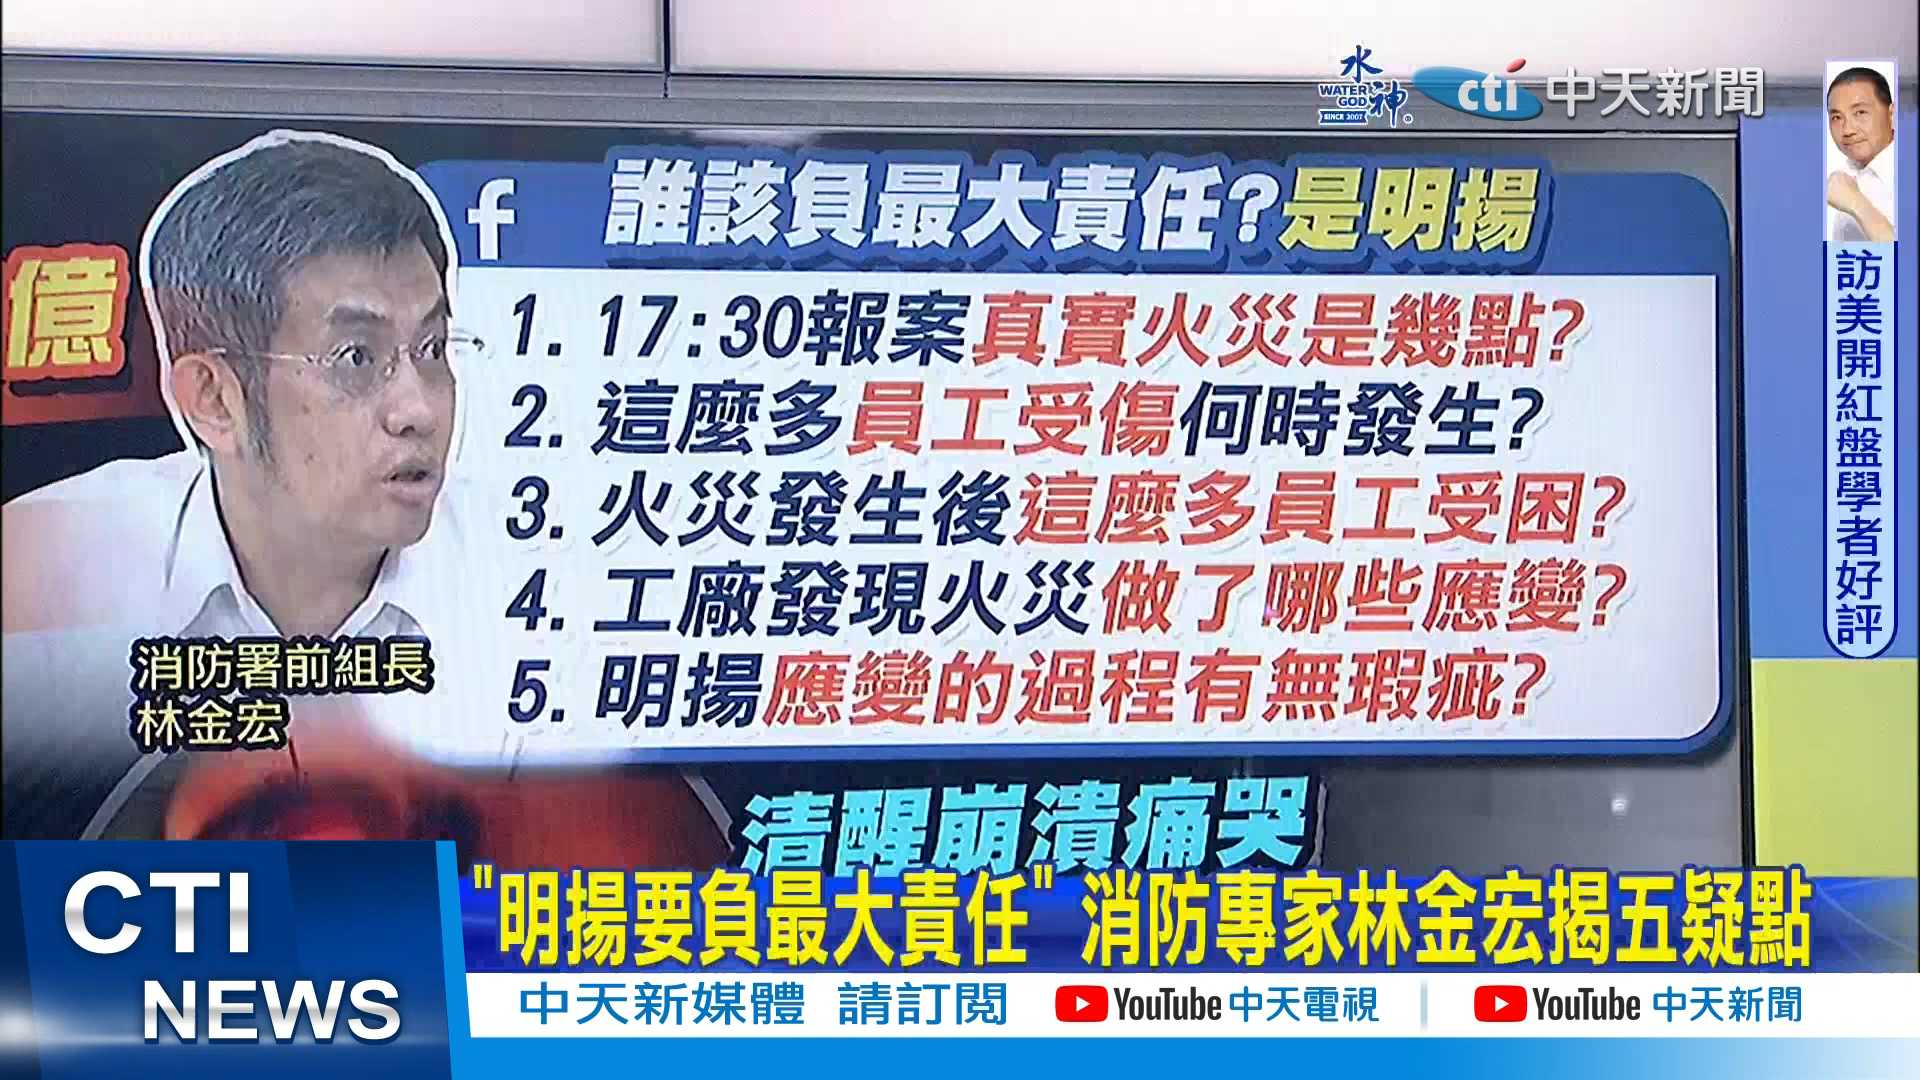 水神
WATER GOD
SINCE 2007
cti 中天新聞
訪美開紅盤學者好評
億
f 誰該負最大責任?是明揚
1. 17:30報案真實火災是幾點?
2. 這麼多員工受傷何時發生?
3. 火災發生後這麼多員工受困?
4. 工廠發現火災做了哪些應變?
5. 明揚應變的過程有無瑕疵?
消防署前組長
林金宏
清醒崩潰痛哭
"明揚要負最大責任" 消防專家林金宏揭五疑點
CTI NEWS
中天新媒體 請訂閱 YouTube 中天電視 | YouTube 中天新聞